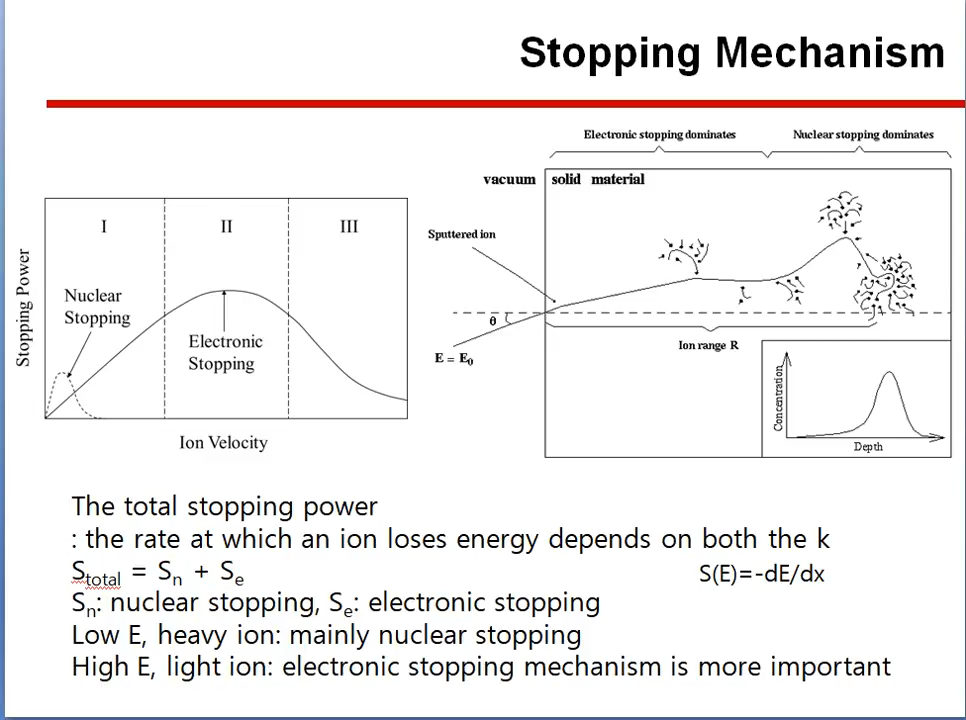 Stopping Mechanism
Electronic stopping dominates
Nuclear stopping dominates
vacuum
solid material
I
II
III
Sputtered ion
Stopping Power
Nuclear
Stopping
Electronic
Stopping
θ
E = E0
Ion range R
Concentration
Depth
Ion Velocity
The total stopping power
: the rate at which an ion loses energy depends on both the k
Stotal = Sn + Se
S(E)=-dE/dx
Sn: nuclear stopping, Se: electronic stopping
Low E, heavy ion: mainly nuclear stopping
High E, light ion: electronic stopping mechanism is more important